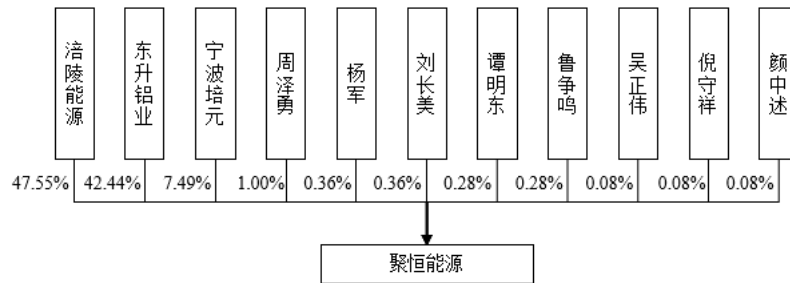 涪陵能源
东升铝业
宁波培元
周泽勇
杨军
刘长美
谭明东
鲁争鸣
吴正伟
倪守祥
颜中述
47.55%
42.44%
7.49%
1.00%
0.36%
0.36%
0.28%
0.28%
0.08%
0.08%
0.08%
聚恒能源